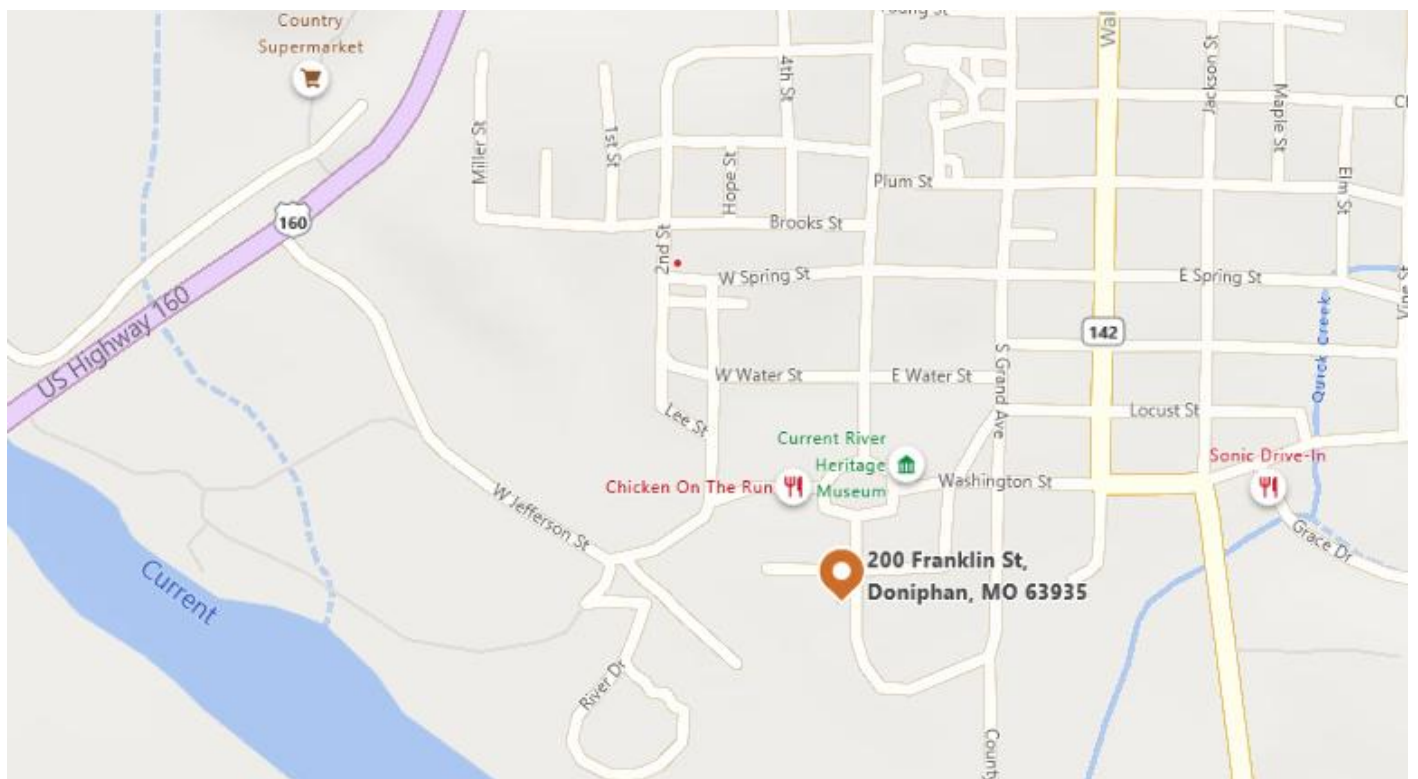 Country
Supermarket
Young St
4th St
Wal
Jackson St
Maple St
Miller St
1st St
Hope St
Plum St
Elm St
160
2nd St
Brooks St
W Spring St
E Spring St
US Highway 160
142
Vine St
Quick Creek
S Grand Ave
W Water St
E Water St
Lee St
Locust St
Current River
Heritage
Museum
Chicken On The Run
Washington St
Sonic Drive-In
W Jefferson St
Grace Dr
Current
200 Franklin St,
Doniphan, MO 63935
River Dr
County